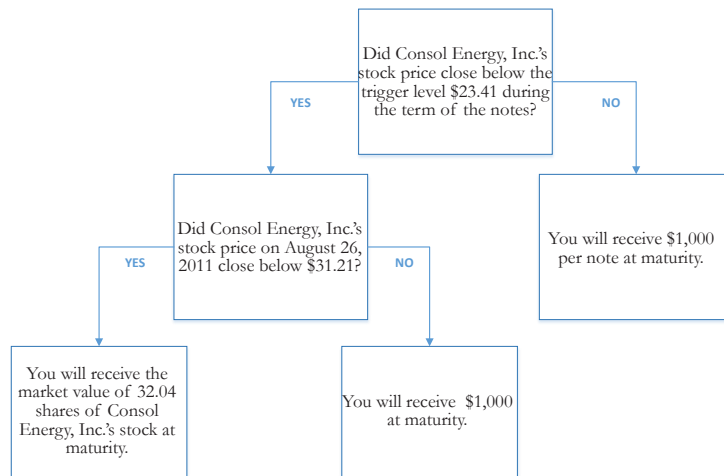 Did Consol Energy, Inc.'s
stock price close below the
trigger level $23.41 during
the term of the notes?
YES
NO
Did Consol Energy, Inc.'s
stock price on August 26,
2011 close below $31.21?
You will receive $1,000
per note at maturity.
YES
NO
You will receive the
market value of 32.04
shares of Consol
Energy, Inc.'s stock at
maturity.
You will receive $1,000
at maturity.